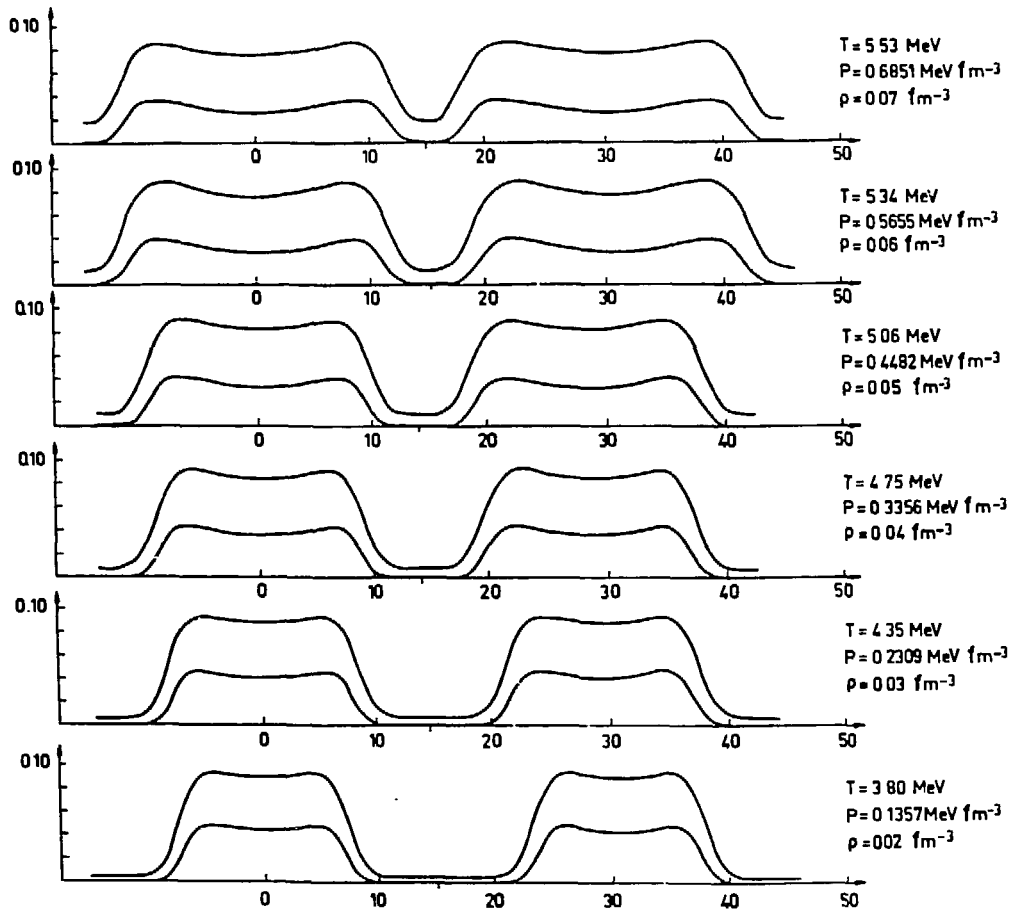 0 10
T = 5 53 MeV
P = 0 6851 MeV fm⁻³
ρ = 0 07 fm⁻³
0 10 20 30 40 50
0 10
T = 5 34 MeV
P = 0 5655 MeV fm⁻³
ρ = 0 06 fm⁻³
0 10 20 30 40 50
0.10
T = 5 06 MeV
P = 0 4482 MeV fm⁻³
ρ = 0 05 fm⁻³
0 10 20 30 40 50
0.10
T = 4 75 MeV
P = 0 3356 MeV fm⁻³
ρ = 0 04 fm⁻³
0 10 20 30 40 50
0.10
T = 4 35 MeV
P = 0 2309 MeV fm⁻³
ρ = 0 03 fm⁻³
0 10 20 30 40 50
0 10
T = 3 80 MeV
P = 0 1357 MeV fm⁻³
ρ = 002 fm⁻³
0 10 20 30 40 50